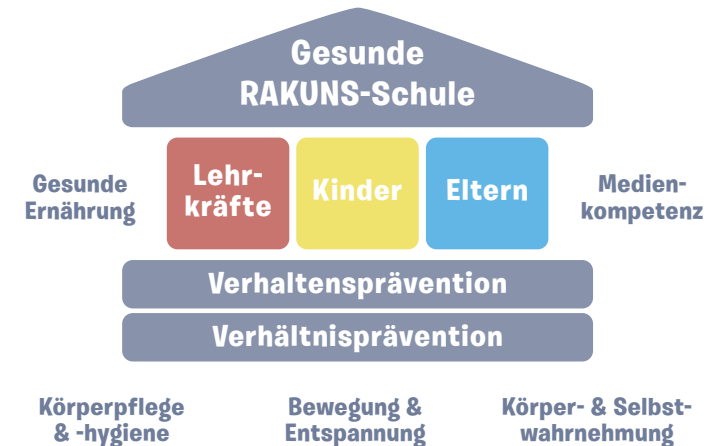 Gesunde
RAKUNS-Schule
Gesunde
Ernährung
Lehr-
kräfte
Kinder
Eltern
Medien-
kompetenz
Verhaltensprävention
Verhältnisprävention
Körperpflege
& -hygiene
Bewegung &
Entspannung
Körper- & Selbst-
wahrnehmung